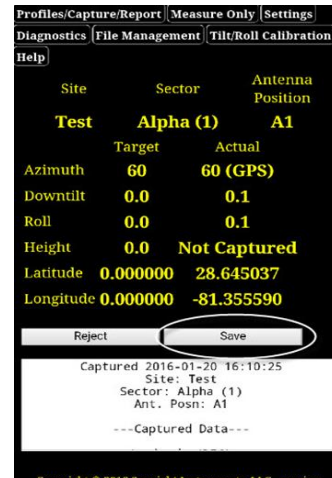 Profiles/Capture/Report Measure Only Settings
Diagnostics File Management Tilt/Roll Calibration
Help
Site Sector Antenna Position
Test Alpha (1) A1
Target Actual
Azimuth 60 60 (GPS)
Downtilt 0.0 0.1
Roll 0.0 0.1
Height 0.0 Not Captured
Latitude 0.000000 28.645037
Longitude 0.000000 -81.355590
Reject Save
Captured 2016-01-20 16:10:25
Site: Test
Sector: Alpha (1)
Ant. Posn: A1
---Captured Data---